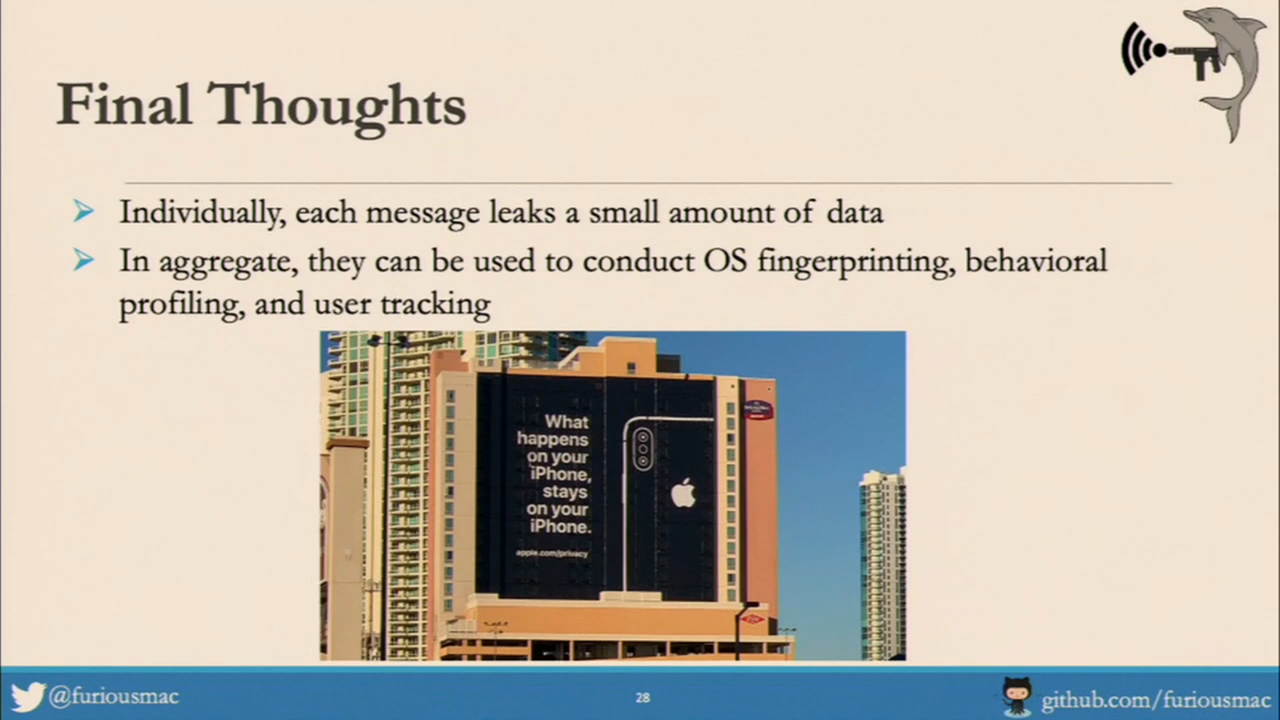 Final Thoughts
Individually, each message leaks a small amount of data
In aggregate, they can be used to conduct OS fingerprinting, behavioral
profiling, and user tracking
What
happens
on your
iPhone,
stays
on your
iPhone.
apple.com/privacy
@furiousmac
28
github.com/furiousmac